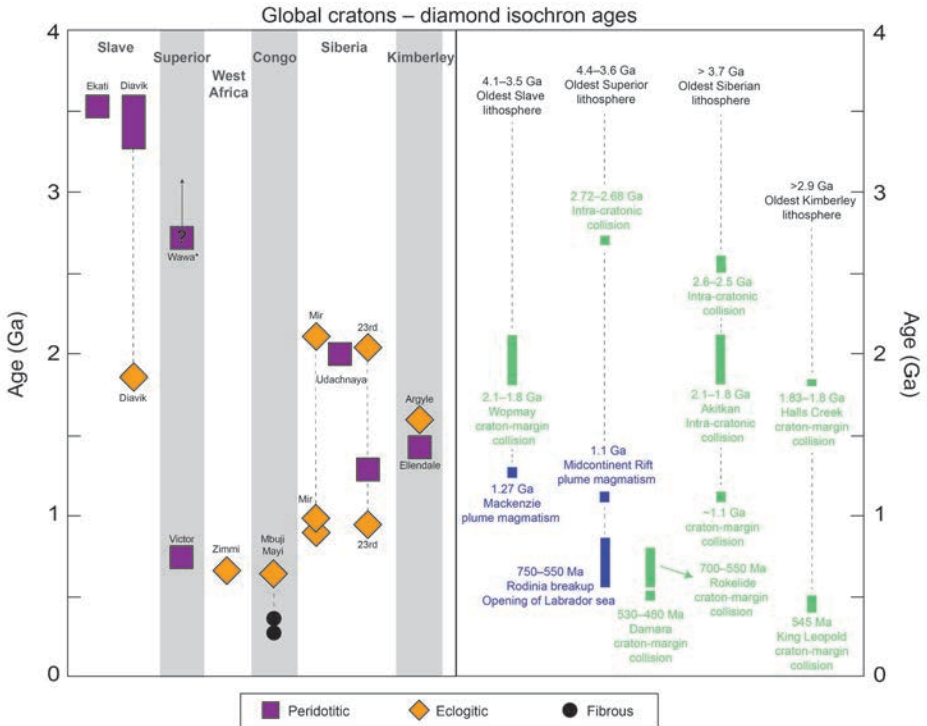 Global cratons – diamond isochron ages
4
3
2
1
0
Age (Ga)
Slave
Superior
West
Africa
Congo
Siberia
Kimberley
Ekati
Diavik
Wawa*
Diavik
Victor
Zimmi
Mbuji
Mayi
Mir
23rd
Udachnaya
Mir
23rd
Argyle
Ellendale
4.1–3.5 Ga
Oldest Slave
lithosphere
4.4–3.6 Ga
Oldest Superior
lithosphere
> 3.7 Ga
Oldest Siberian
lithosphere
>2.9 Ga
Oldest Kimberley
lithosphere
2.72–2.68 Ga
Intra-cratonic
collision
2.6–2.5 Ga
Intra-cratonic
collision
2.1–1.8 Ga
Wopmay
craton-margin
collision
2.1–1.8 Ga
Akitkan
Intra-cratonic
collision
1.83–1.8 Ga
Halls Creek
craton-margin
collision
1.27 Ga
Mackenzie
plume magmatism
1.1 Ga
Midcontinent Rift
plume magmatism
~1.1 Ga
craton-margin
collision
750–550 Ma
Rodinia breakup
Opening of Labrador sea
700–550 Ma
Rokelide
craton-margin
collision
530–480 Ma
Damara
craton-margin
collision
545 Ma
King Leopold
craton-margin
collision
4
3
2
1
0
Age (Ga)
Peridotitic
Eclogitic
Fibrous